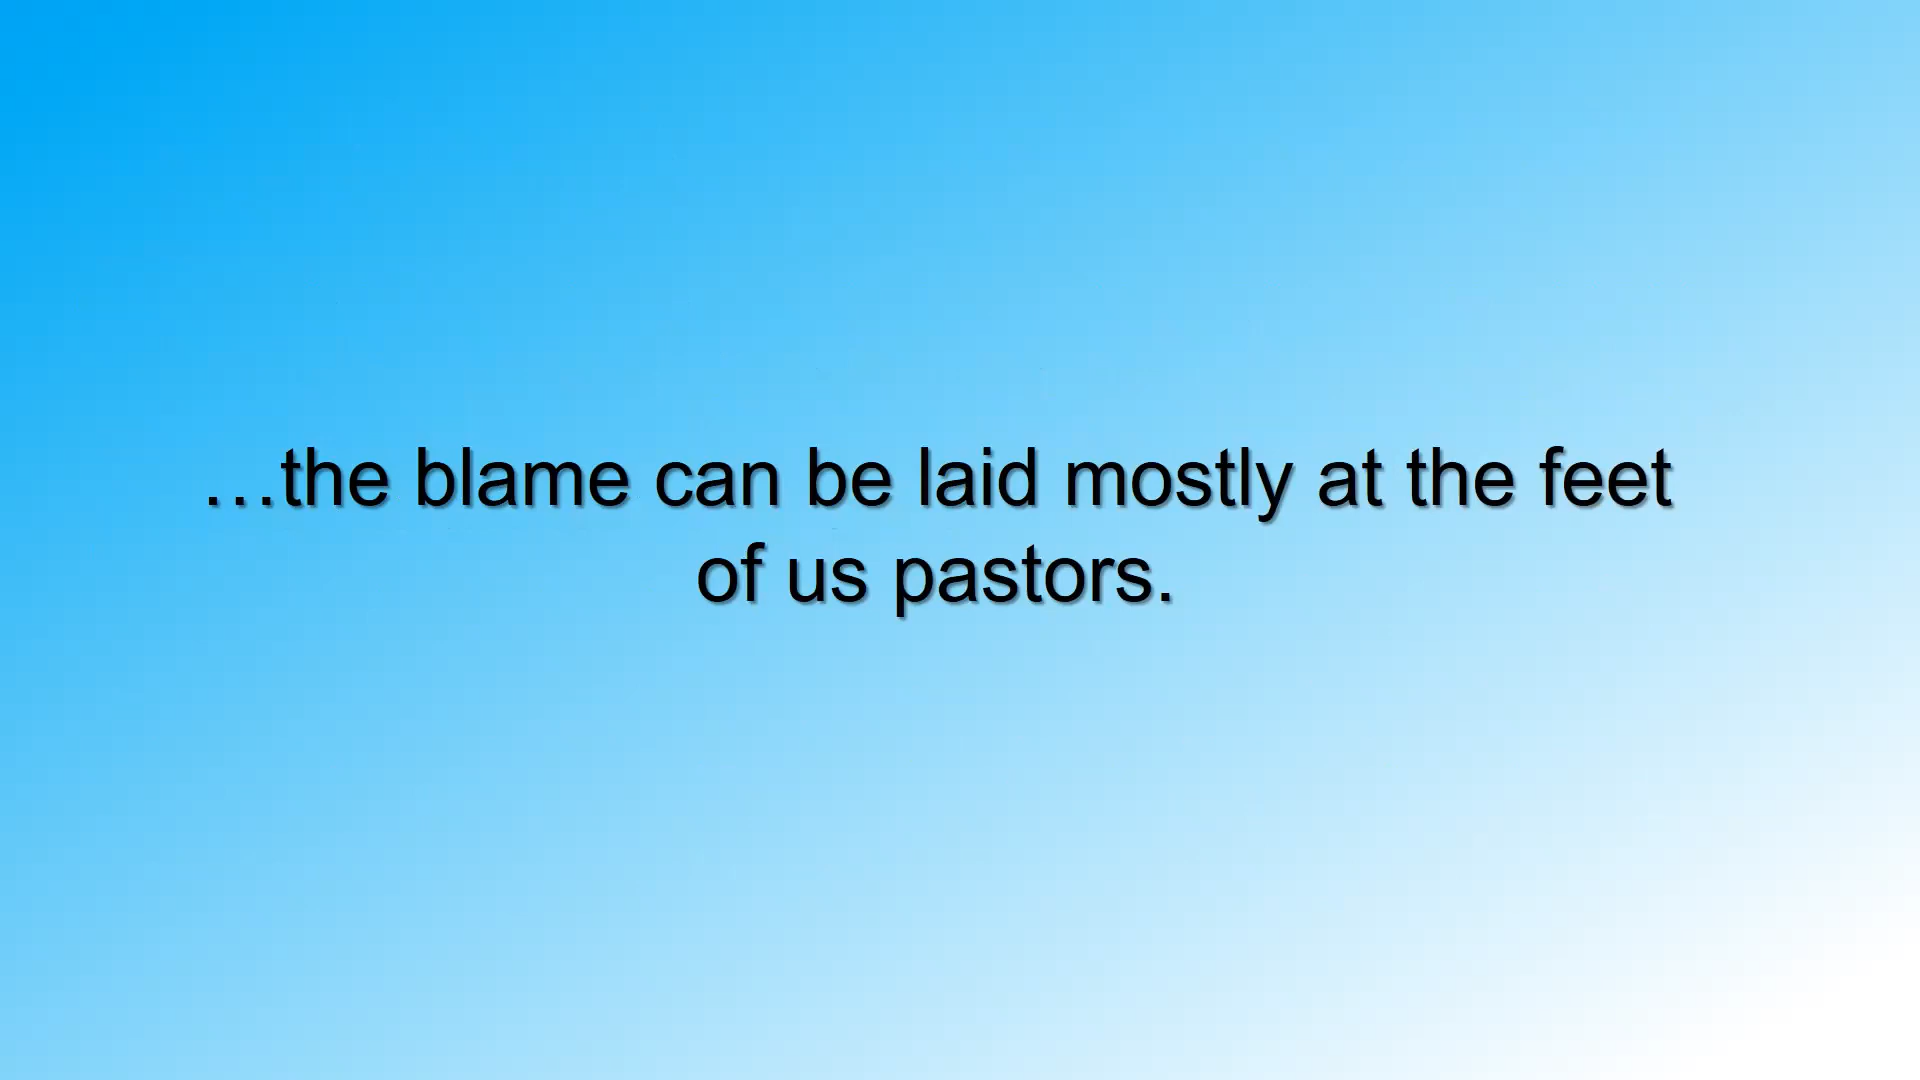 …the blame can be laid mostly at the feet
of us pastors.